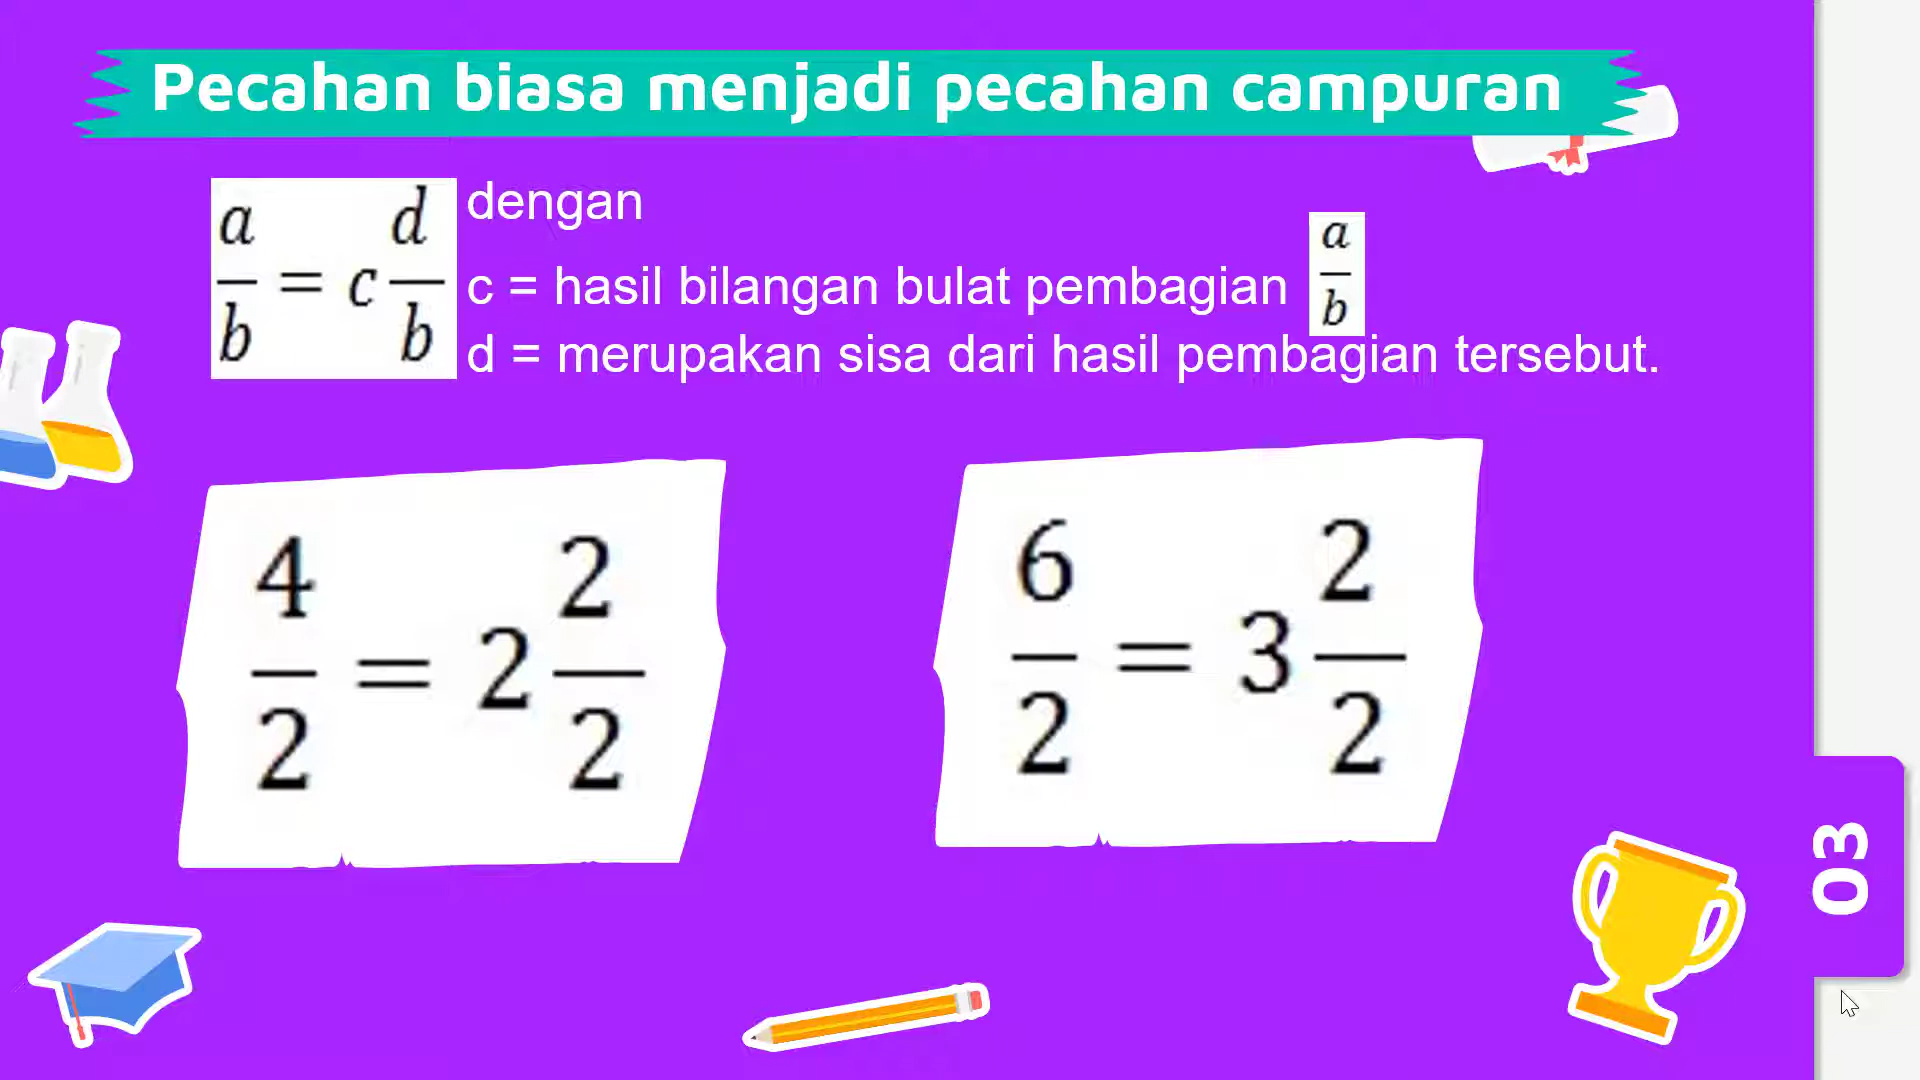 Pecahan biasa menjadi pecahan campuran
a/b = c d/b
dengan
c = hasil bilangan bulat pembagian a/b
d = merupakan sisa dari hasil pembagian tersebut.
4/2 = 2 2/2
6/2 = 3 2/2
03